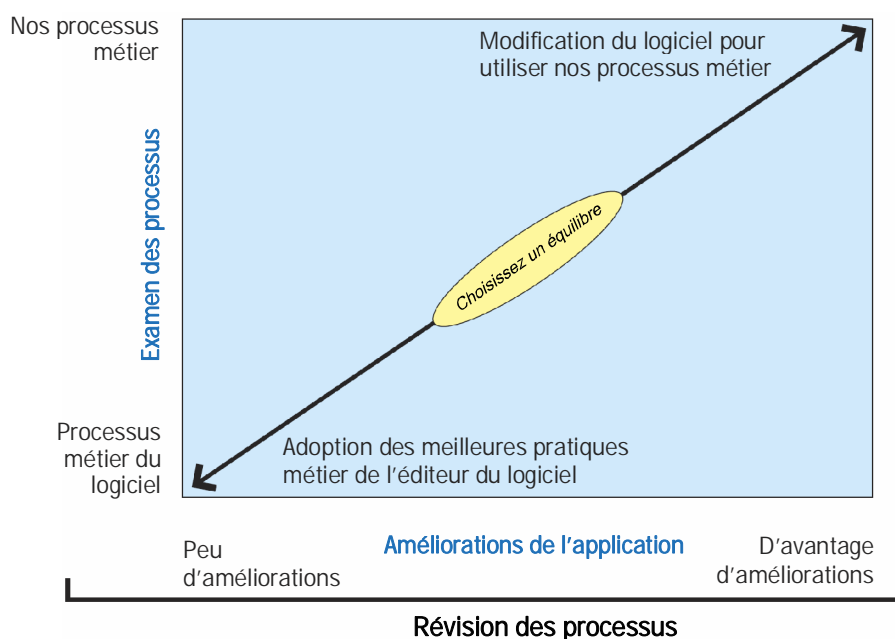 Nos processus
métier
Modification du logiciel pour
utiliser nos processus métier
Examen des processus
Choisissez un équilibre
Processus
métier du
logiciel
Adoption des meilleures pratiques
métier de l'éditeur du logiciel
Peu
d'améliorations
Améliorations de l'application
D'avantage
d'améliorations
Révision des processus